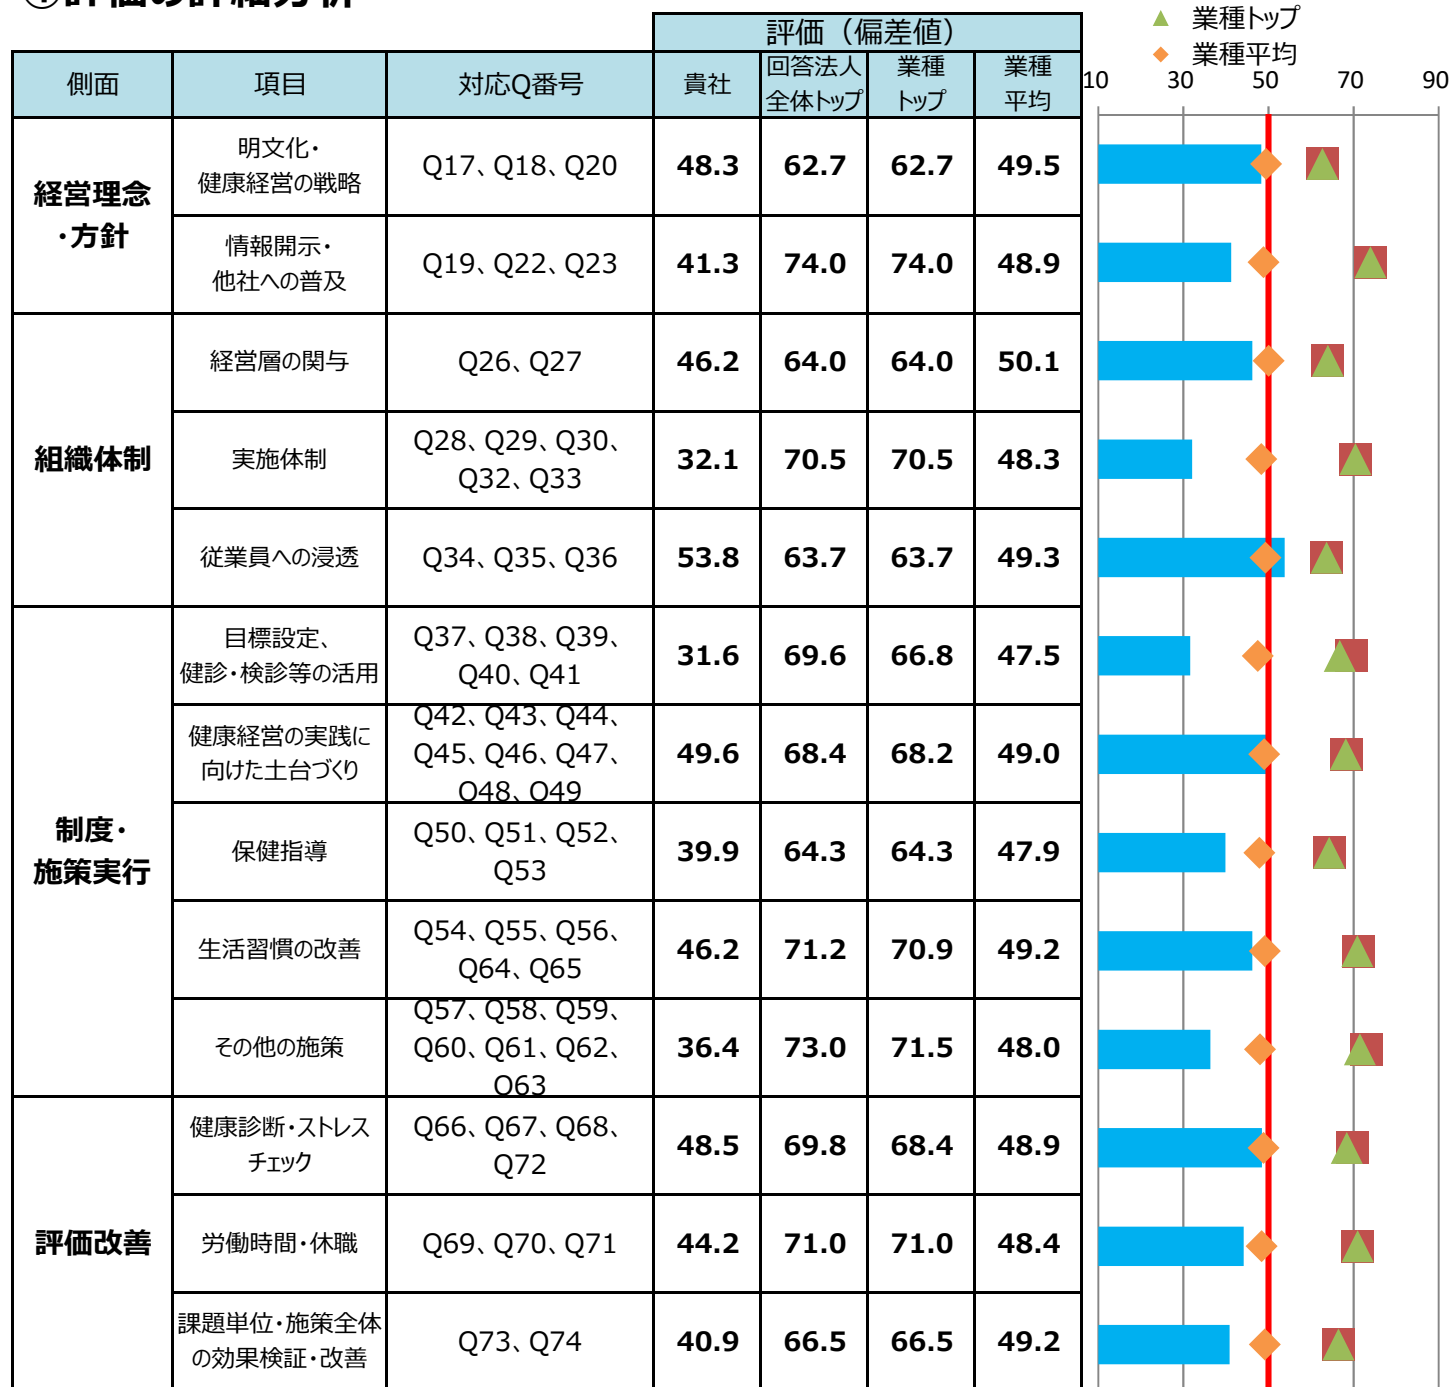 ①評価の詳細分析
▲ 業種トップ
◆ 業種平均
評価（偏差値）
側面 項目 対応Q番号 貴社 回答法人 業種 業種
全体トップ トップ 平均
10 30 50 70 90
経営理念
・方針
明文化・
健康経営の戦略
Q17、Q18、Q20 48.3 62.7 62.7 49.5
情報開示・
他社への普及
Q19、Q22、Q23 41.3 74.0 74.0 48.9
組織体制
経営層の関与 Q26、Q27 46.2 64.0 64.0 50.1
実施体制
Q28、Q29、Q30、
Q32、Q33
32.1 70.5 70.5 48.3
従業員への浸透 Q34、Q35、Q36 53.8 63.7 63.7 49.3
制度・
施策実行
目標設定、
健診・検診等の活用
Q37、Q38、Q39、
Q40、Q41
31.6 69.6 66.8 47.5
健康経営の実践に
向けた土台づくり
Q42、Q43、Q44、
Q45、Q46、Q47、
Q48、Q49
49.6 68.4 68.2 49.0
保健指導
Q50、Q51、Q52、
Q53
39.9 64.3 64.3 47.9
生活習慣の改善
Q54、Q55、Q56、
Q64、Q65
46.2 71.2 70.9 49.2
その他の施策
Q57、Q58、Q59、
Q60、Q61、Q62、
Q63
36.4 73.0 71.5 48.0
評価改善
健康診断・ストレス
チェック
Q66、Q67、Q68、
Q72
48.5 69.8 68.4 48.9
労働時間・休職 Q69、Q70、Q71 44.2 71.0 71.0 48.4
課題単位・施策全体
の効果検証・改善
Q73、Q74 40.9 66.5 66.5 49.2